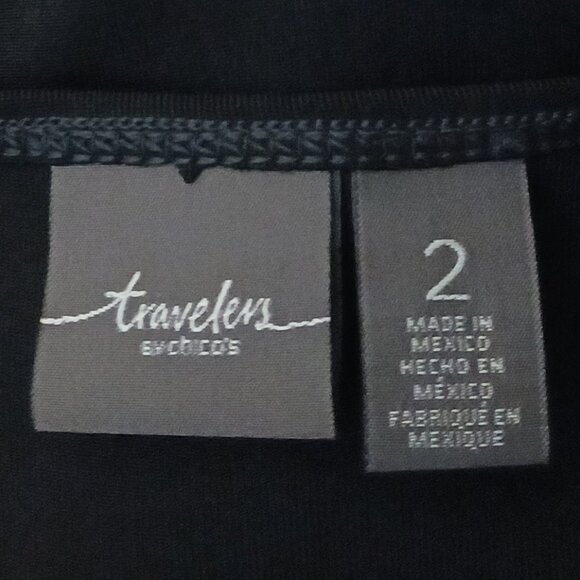 travelers
BY CHICO'S
2
MADE IN
MEXICO
HECHO EN
MÉXICO
FABRIQUÉ EN
MEXIQUE